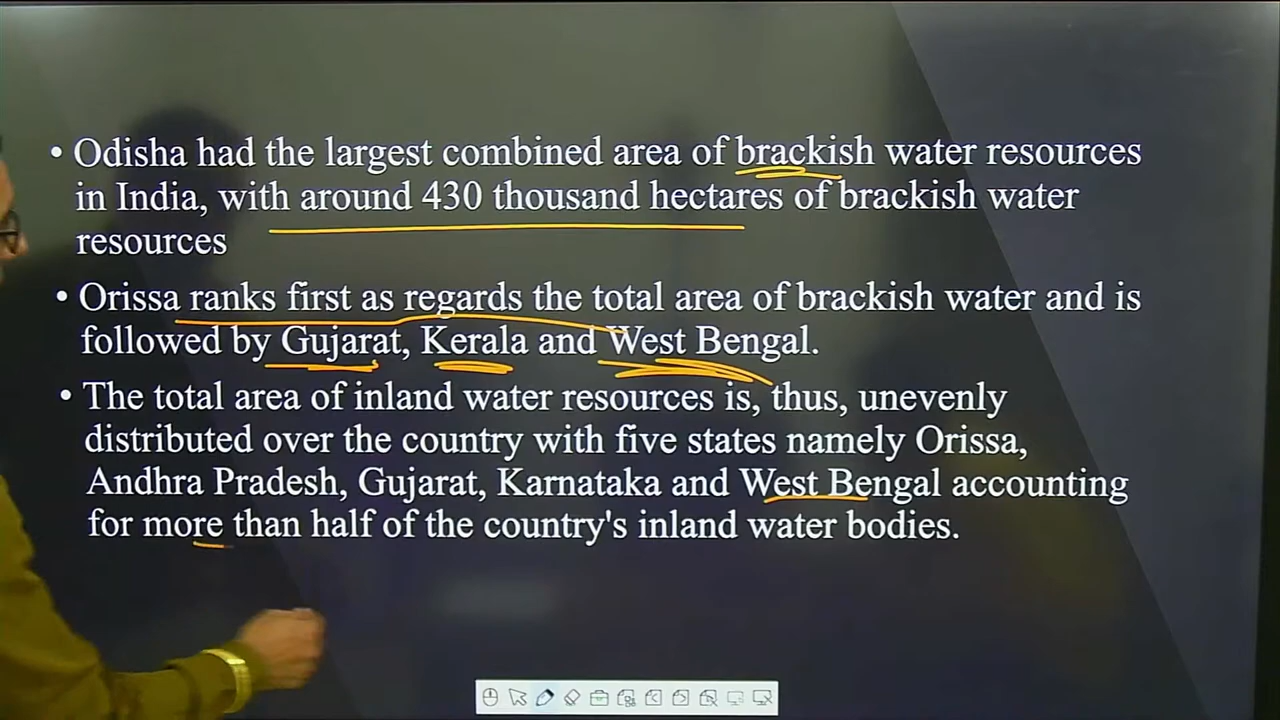 • Odisha had the largest combined area of brackish water resources
in India, with around 430 thousand hectares of brackish water
resources
• Orissa ranks first as regards the total area of brackish water and is
followed by Gujarat, Kerala and West Bengal.
• The total area of inland water resources is, thus, unevenly
distributed over the country with five states namely Orissa,
Andhra Pradesh, Gujarat, Karnataka and West Bengal accounting
for more than half of the country's inland water bodies.